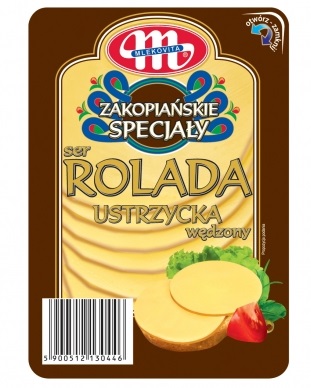 MLEKOVITA
otwórz - zamknij
ZAKOPIAŃSKIE
SPECJAŁY
ser
ROLADA
USTRZYCKA
wędzony
5 900512 130446